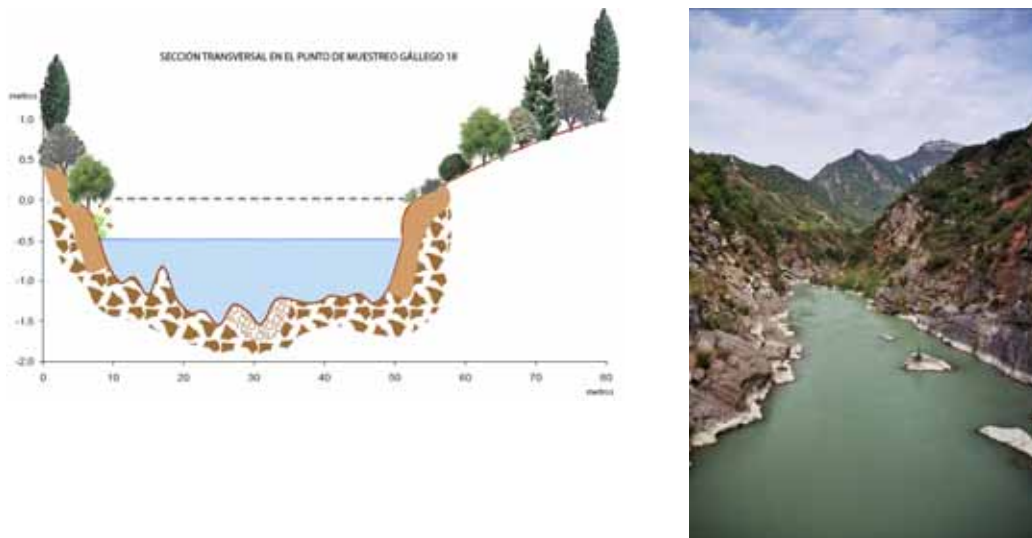 SECCIÓN TRANSVERSAL EN EL PUNTO DE MUESTREO GÁLLEGO 18
metros
1.0
0.5
0.0
-0.5
-1.0
-1.5
-2.0
0 10 20 30 40 50 60 70 80
metros